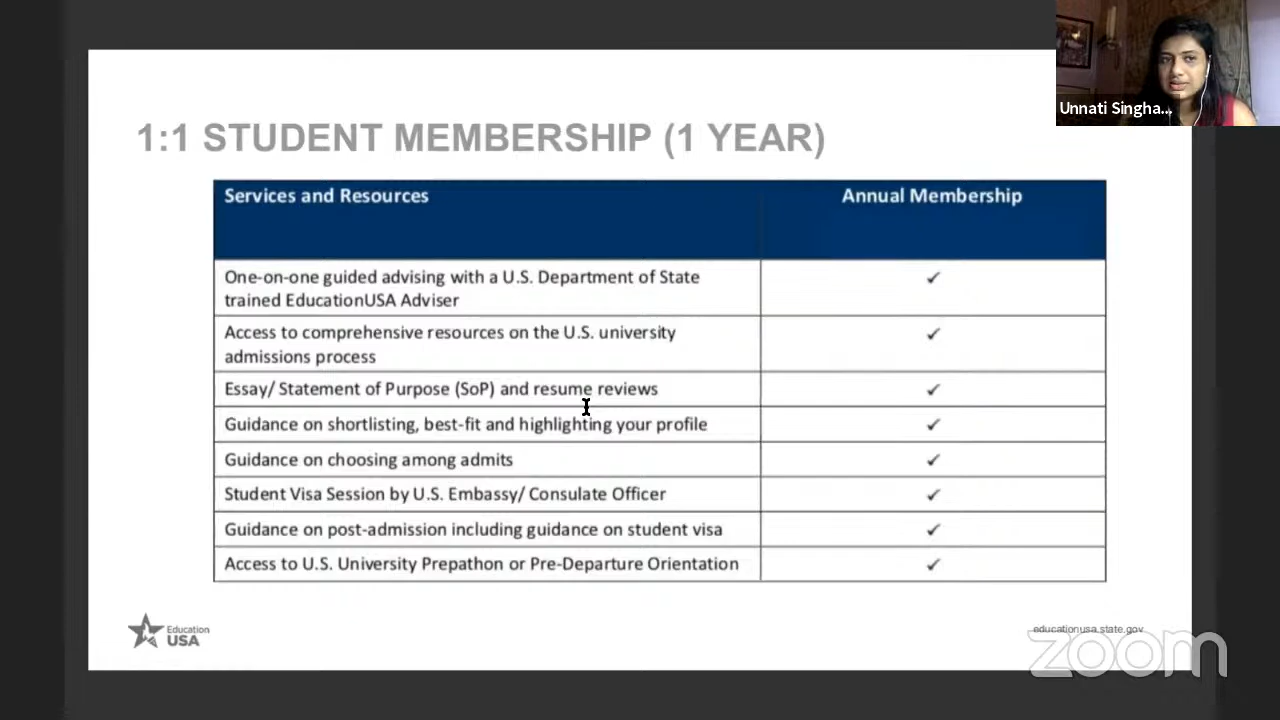 Unnati Singha...
1:1 STUDENT MEMBERSHIP (1 YEAR)
Services and Resources
Annual Membership
One-on-one guided advising with a U.S. Department of State
trained EducationUSA Adviser
✓
Access to comprehensive resources on the U.S. university
admissions process
✓
Essay/ Statement of Purpose (SoP) and resume reviews
✓
Guidance on shortlisting, best-fit and highlighting your profile
✓
Guidance on choosing among admits
✓
Student Visa Session by U.S. Embassy/ Consulate Officer
✓
Guidance on post-admission including guidance on student visa
✓
Access to U.S. University Prepathon or Pre-Departure Orientation
✓
Education
USA
educationusa.state.gov
zoom